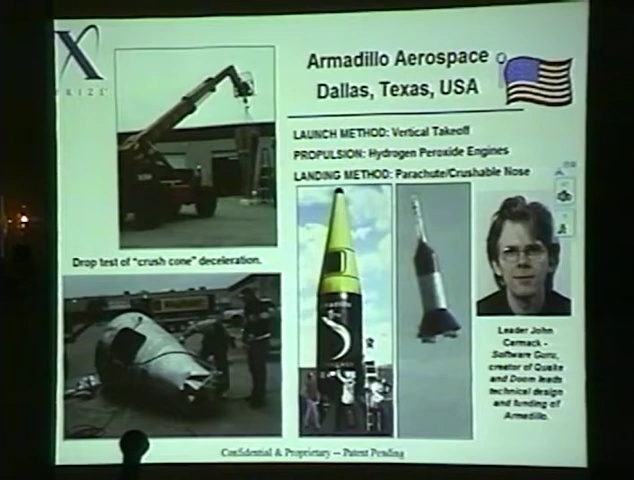 X
PRIZE
Armadillo Aerospace
Dallas, Texas, USA
LAUNCH METHOD: Vertical Takeoff
PROPULSION: Hydrogen Peroxide Engines
LANDING METHOD: Parachute/Crushable Nose
Drop test of "crush cone" deceleration.
Leader John
Carmack -
Software Guru,
creator of Quake
and Doom leads
technical design
and funding of
Armadillo.
Confidential & Proprietary -- Patent Pending